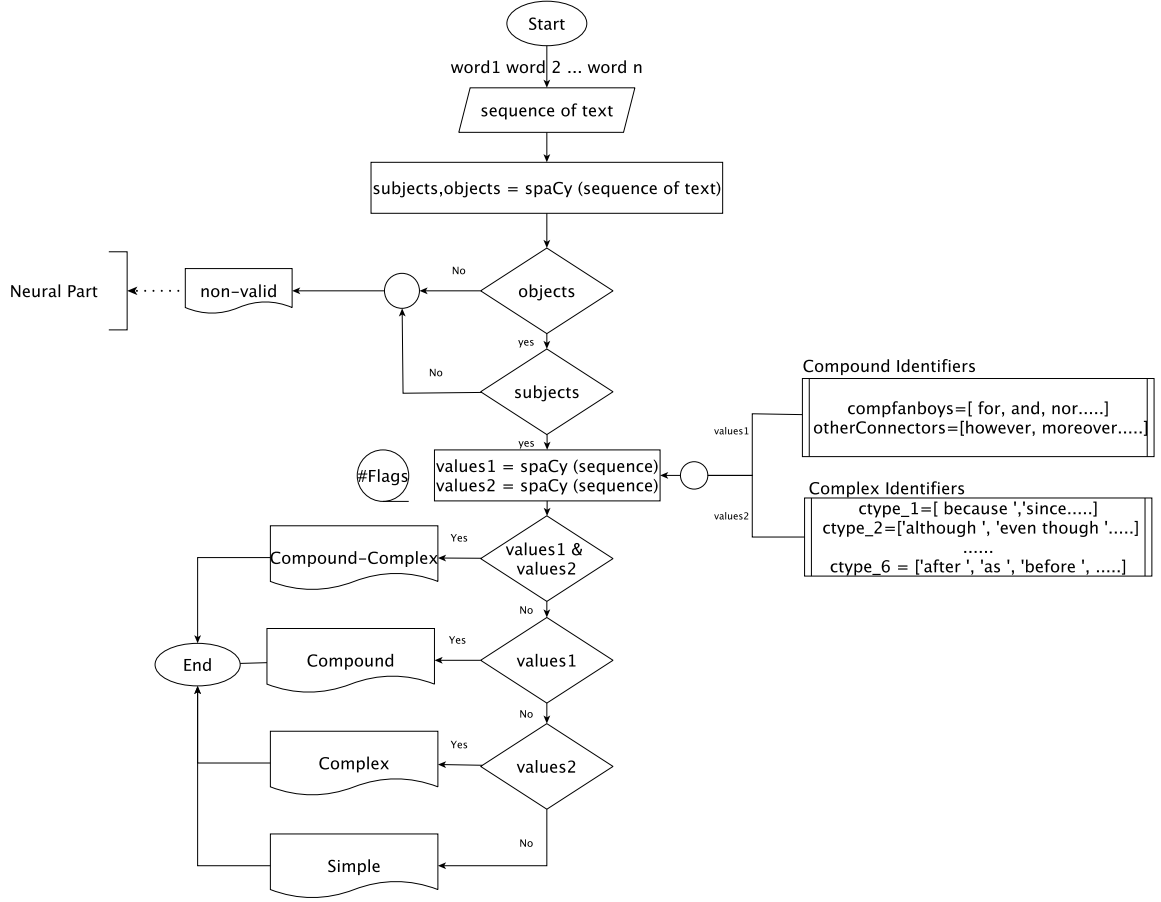 Start
word1 word 2 ... word n
sequence of text
subjects,objects = spaCy (sequence of text)
No
objects
non-valid
Neural Part
yes
No
subjects
yes
Compound Identifiers
compfanboys=[ for, and, nor.....]
otherConnectors=[however, moreover.....]
values1
#Flags
values1 = spaCy (sequence)
values2 = spaCy (sequence)
Complex Identifiers
ctype_1=[ because ','since.....]
ctype_2=['although ', 'even though '.....]
......
ctype_6 = ['after ', 'as ', 'before ', .....]
values2
Yes
values1 &
values2
Compound-Complex
No
Yes
values1
Compound
End
No
Yes
values2
Complex
No
Simple